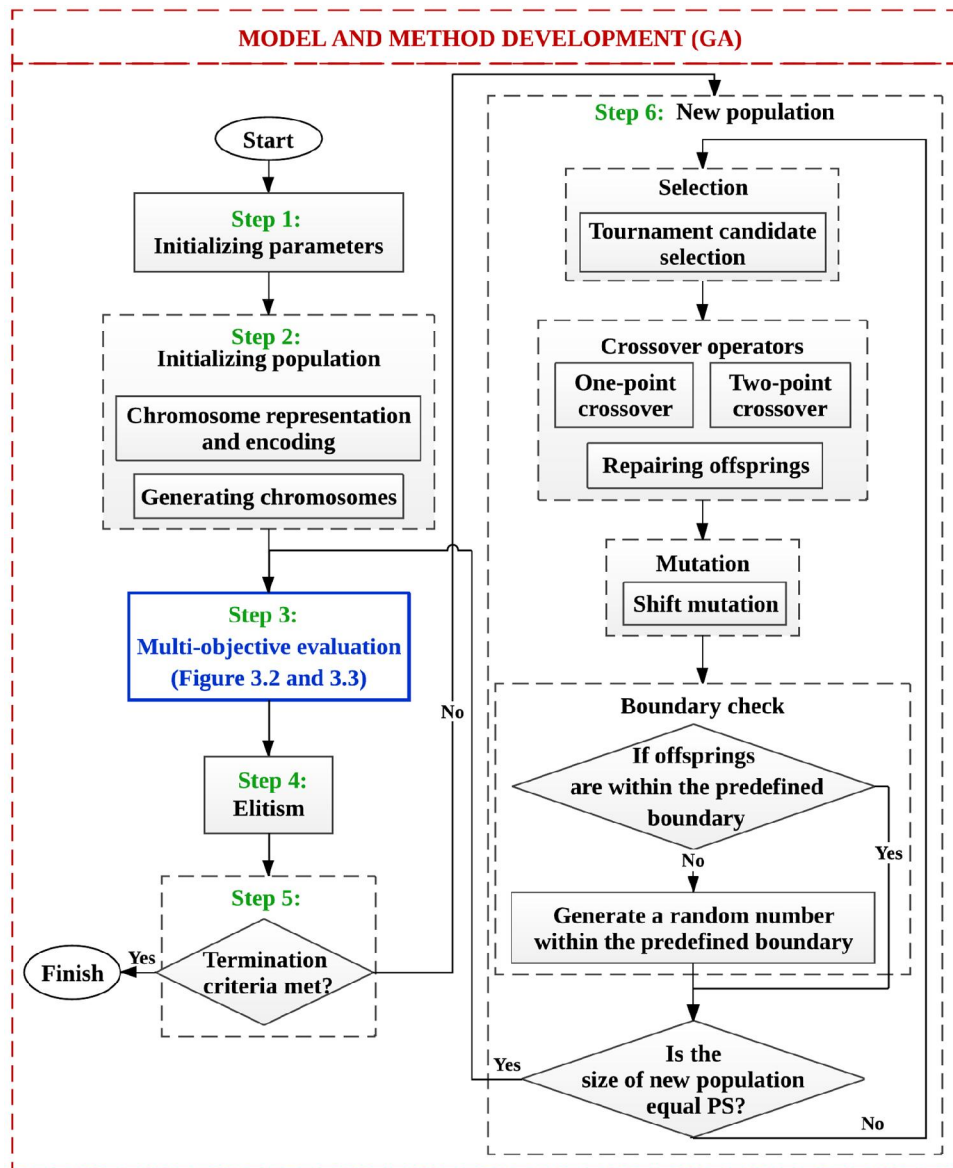 MODEL AND METHOD DEVELOPMENT (GA)
Start
Step 1:
Initializing parameters
Step 2:
Initializing population
Chromosome representation
and encoding
Generating chromosomes
Step 3:
Multi-objective evaluation
(Figure 3.2 and 3.3)
Step 4:
Elitism
Step 5:
Termination
criteria met?
Yes
Finish
No
Step 6: New population
Selection
Tournament candidate
selection
Crossover operators
One-point
crossover
Two-point
crossover
Repairing offsprings
Mutation
Shift mutation
Boundary check
If offsprings
are within the predefined
boundary
Yes
No
Generate a random number
within the predefined boundary
Is the
size of new population
equal PS?
Yes
No